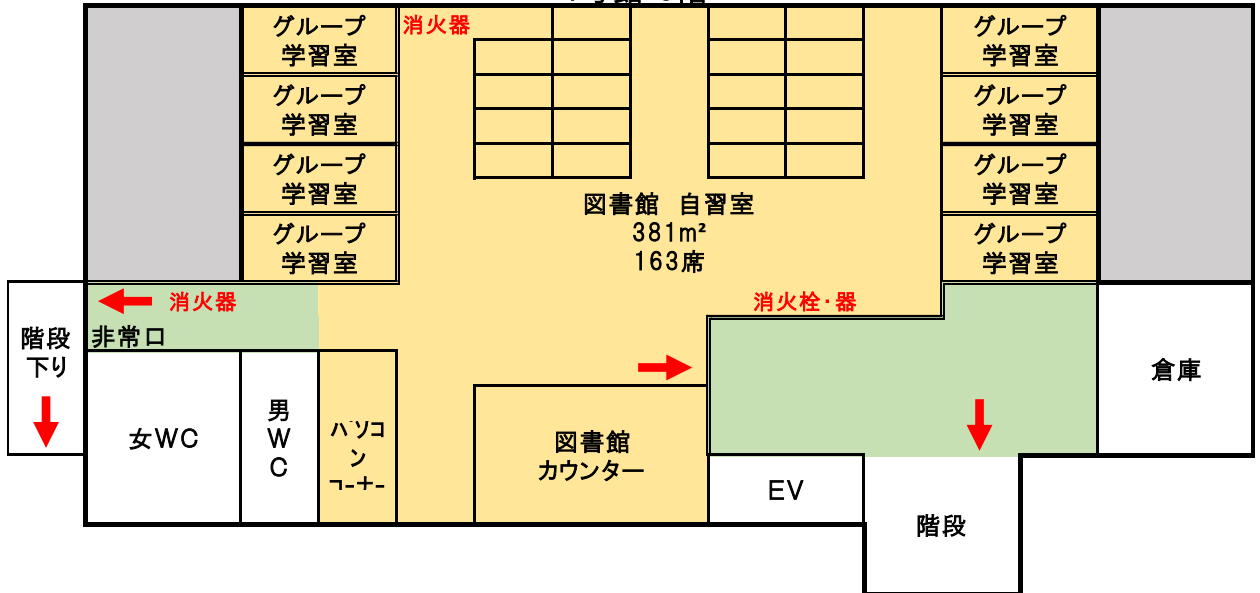 グループ
学習室
消火器
グループ
学習室
グループ
学習室
グループ
学習室
グループ
学習室
グループ
学習室
図書館 自習室
381m²
163席
グループ
学習室
グループ
学習室
消火器
消火栓・器
非常口
階段
下り
倉庫
女WC
男
W
C
パソコ
ン
コーナー
図書館
カウンター
EV
階段